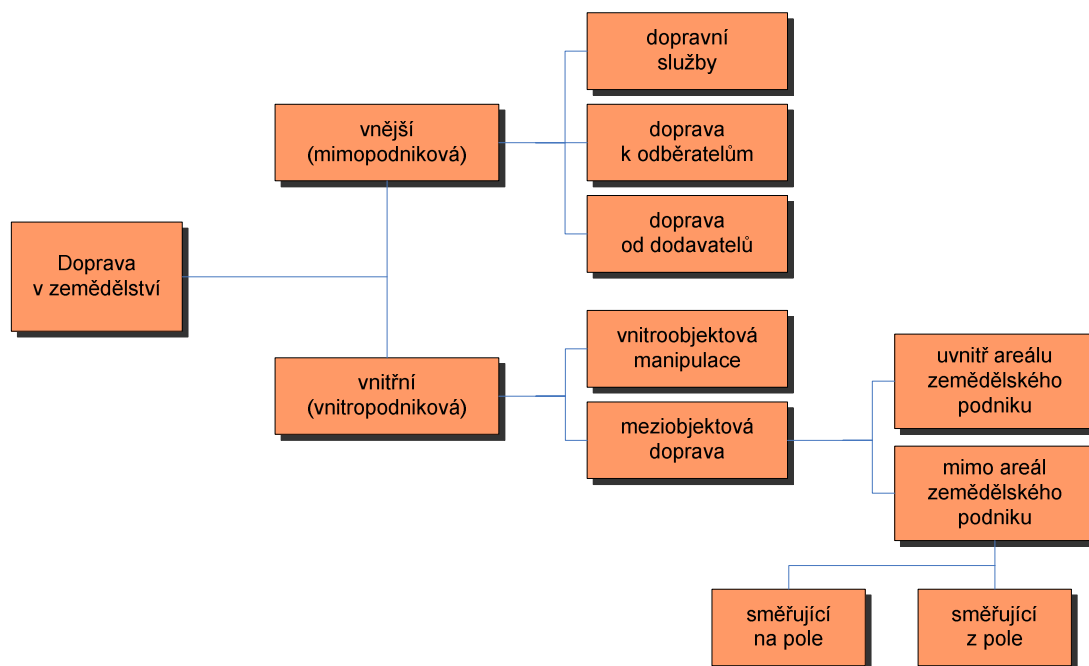 dopravní
služby
vnější
(mimopodniková)
doprava
k odběratelům
doprava
od dodavatelů
Doprava
v zemědělství
vnitroobjektová
manipulace
uvnitř areálu
zemědělského
podniku
vnitřní
(vnitropodniková)
meziobjektová
doprava
mimo areál
zemědělského
podniku
směřující
na pole
směřující
z pole